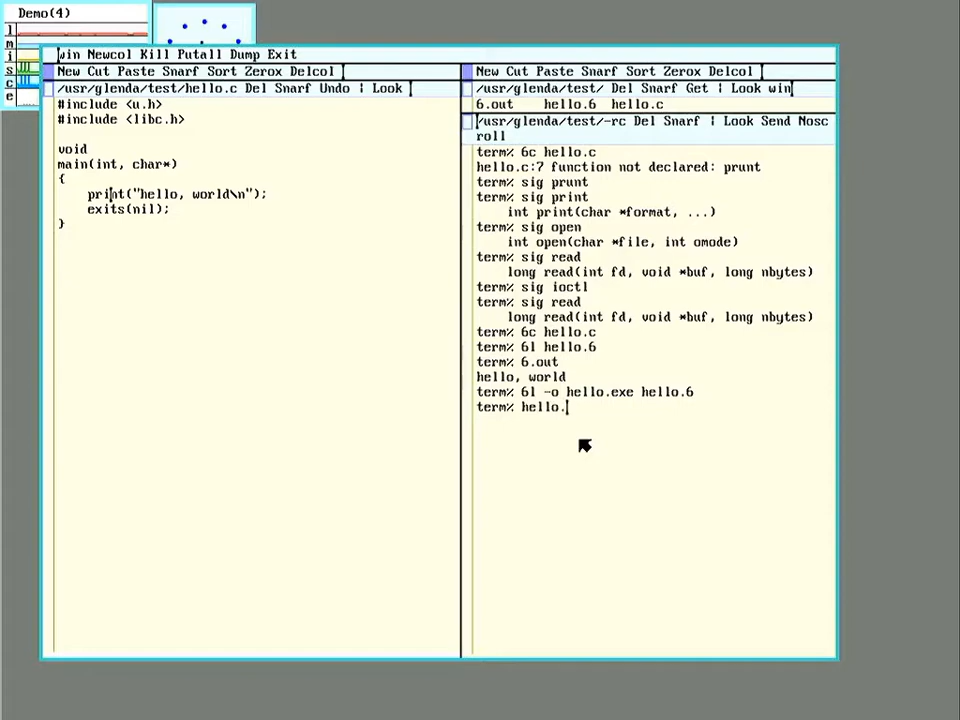 Demo(4)
l
m
i
s
c
e
win Newcol Kill Putall Dump Exit
New Cut Paste Snarf Sort Zerox Delcol
/usr/glenda/test/hello.c Del Snarf Undo | Look
#include <u.h>
#include <libc.h>
void
main(int, char*)
{
print("hello, world\n");
exits(nil);
}
New Cut Paste Snarf Sort Zerox Delcol
/usr/glenda/test/ Del Snarf Get | Look win
6.out hello.6 hello.c
/usr/glenda/test/-rc Del Snarf | Look Send Nosc
roll
term% 6c hello.c
hello.c:7 function not declared: prunt
term% sig prunt
term% sig print
int print(char *format, ...)
term% sig open
int open(char *file, int omode)
term% sig read
long read(int fd, void *buf, long nbytes)
term% sig ioctl
term% sig read
long read(int fd, void *buf, long nbytes)
term% 6c hello.c
term% 6l hello.6
term% 6.out
hello, world
term% 6l -o hello.exe hello.6
term% hello.